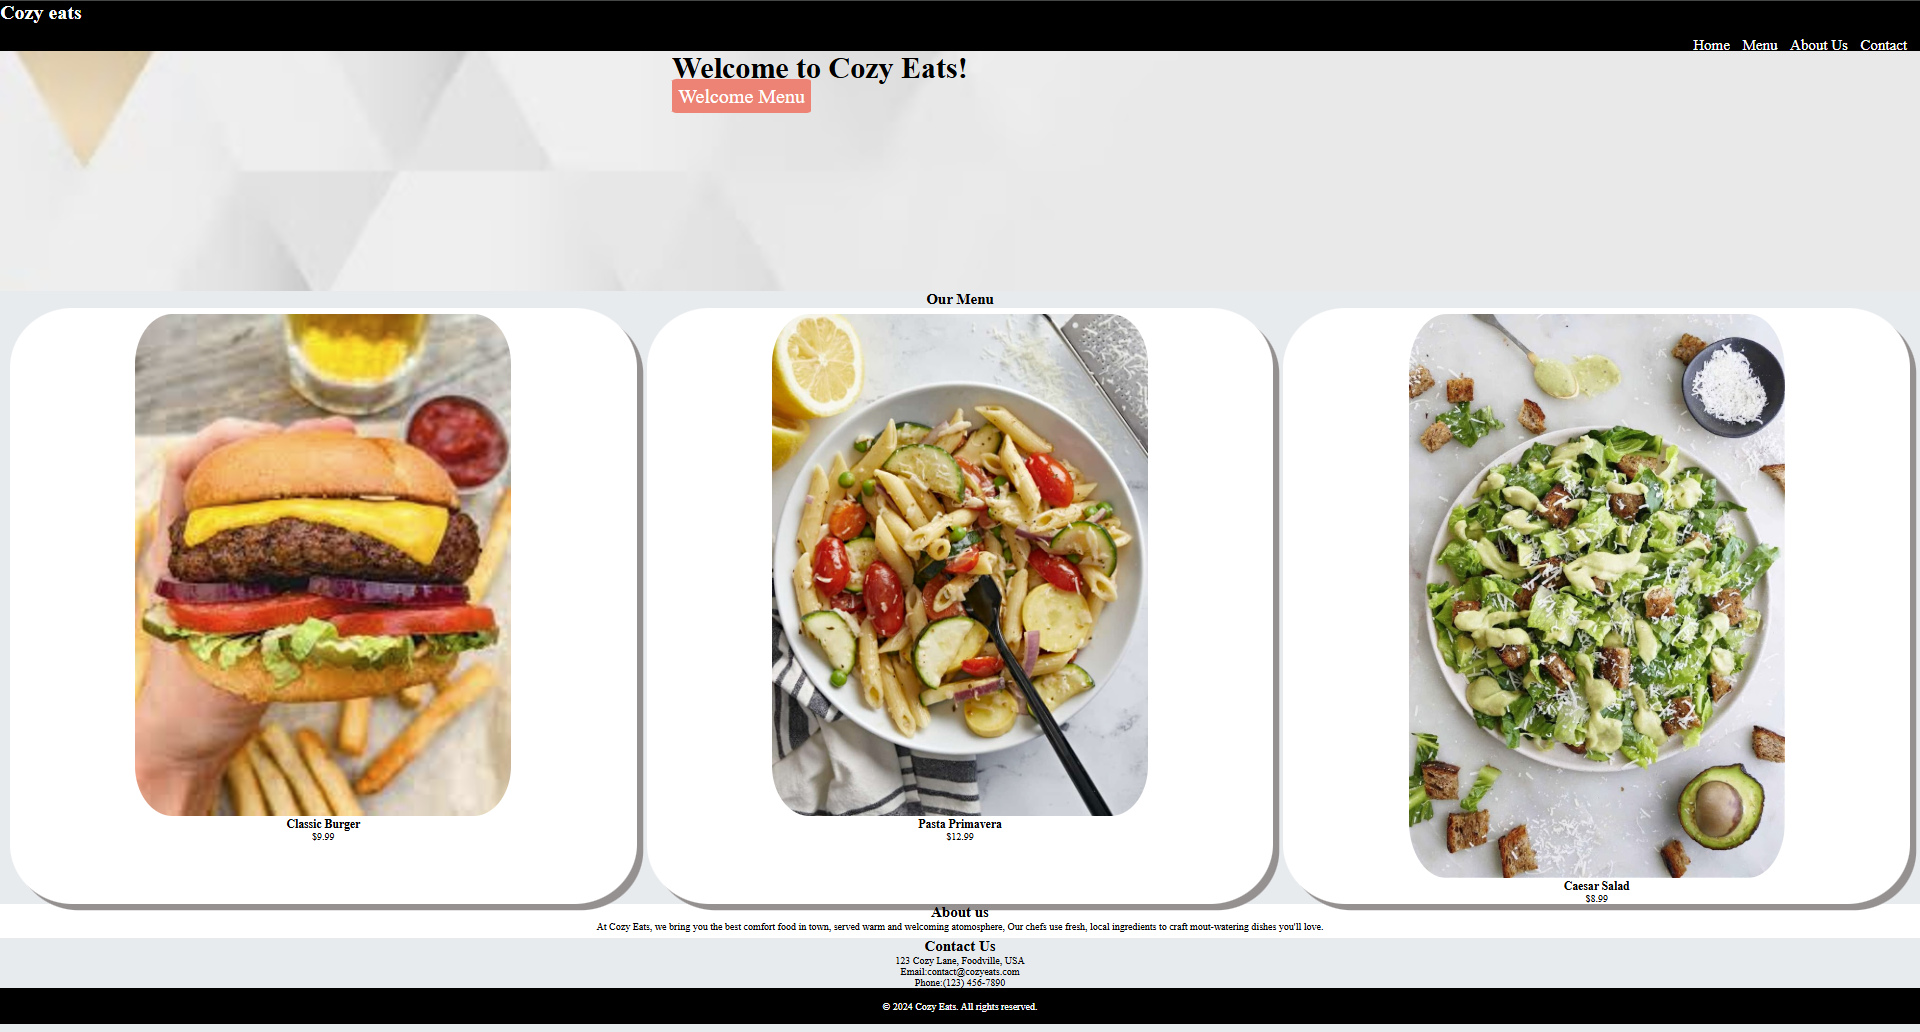 Cozy eats
Home Menu About Us Contact
Welcome to Cozy Eats!
Welcome Menu
Our Menu
Classic Burger
$9.99
Pasta Primavera
$12.99
Caesar Salad
$8.99
About us
At Cozy Eats, we bring you the best comfort food in town, served warm and welcoming atomosphere, Our chefs use fresh, local ingredients to craft mout-watering dishes you'll love.
Contact Us
123 Cozy Lane, Foodville, USA
Email:contact@cozyeats.com
Phone:(123) 456-7890
© 2024 Cozy Eats. All rights reserved.